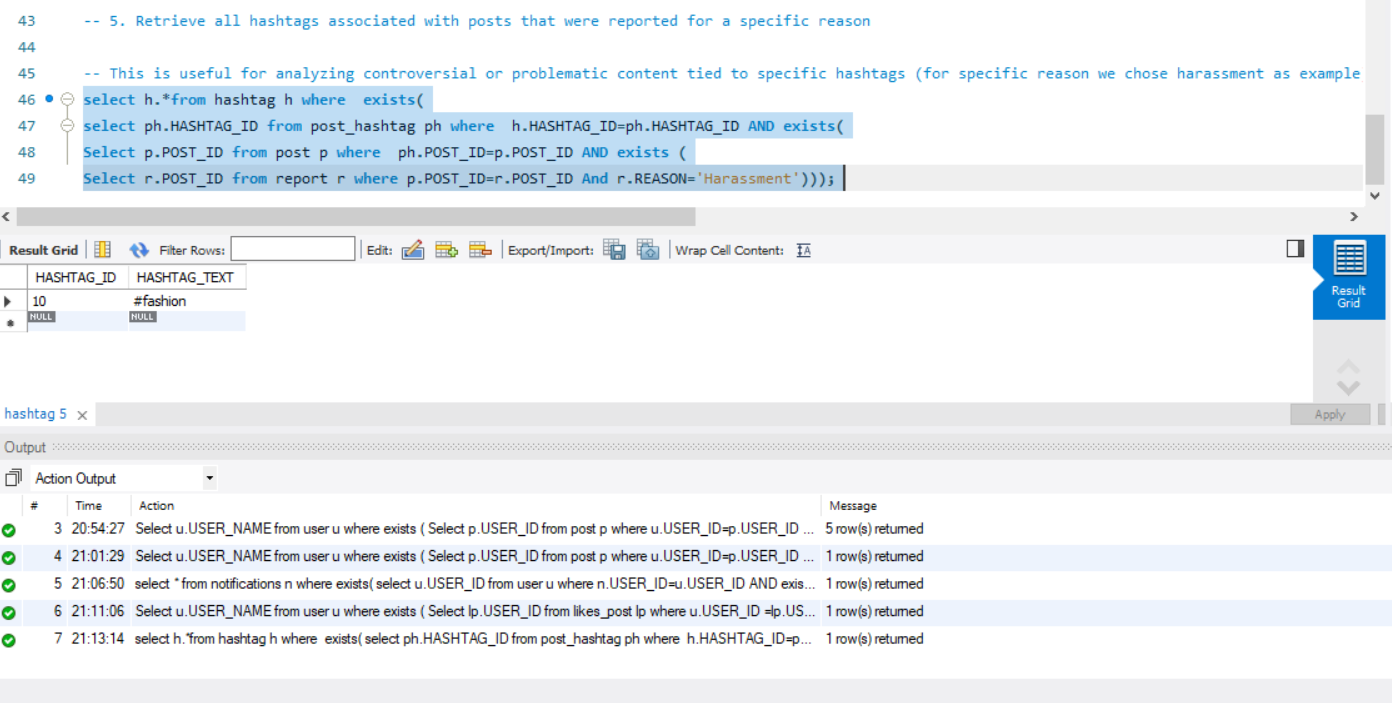 43 -- 5. Retrieve all hashtags associated with posts that were reported for a specific reason
44
45 -- This is useful for analyzing controversial or problematic content tied to specific hashtags (for specific reason we chose harassment as example
46 select h.*from hashtag h where  exists(
47 select ph.HASHTAG_ID from post_hashtag ph where  h.HASHTAG_ID=ph.HASHTAG_ID AND exists(
48 Select p.POST_ID from post p where  ph.POST_ID=p.POST_ID AND exists (
49 Select r.POST_ID from report r where p.POST_ID=r.POST_ID And r.REASON='Harassment')));
Result Grid Filter Rows: Edit: Export/Import: Wrap Cell Content:
HASHTAG_ID HASHTAG_TEXT
10 #fashion
NULL NULL
Result Grid
hashtag 5 Apply
Output
Action Output
# Time Action Message
3 20:54:27 Select u.USER_NAME from user u where exists ( Select p.USER_ID from post p where u.USER_ID=p.USER_ID ... 5 row(s) returned
4 21:01:29 Select u.USER_NAME from user u where exists ( Select p.USER_ID from post p where u.USER_ID=p.USER_ID ... 1 row(s) returned
5 21:06:50 select * from notifications n where exists( select u.USER_ID from user u where n.USER_ID=u.USER_ID AND exis... 1 row(s) returned
6 21:11:06 Select u.USER_NAME from user u where exists ( Select lp.USER_ID from likes_post lp where u.USER_ID =lp.US... 1 row(s) returned
7 21:13:14 select h.*from hashtag h where  exists( select ph.HASHTAG_ID from post_hashtag ph where  h.HASHTAG_ID=p... 1 row(s) returned